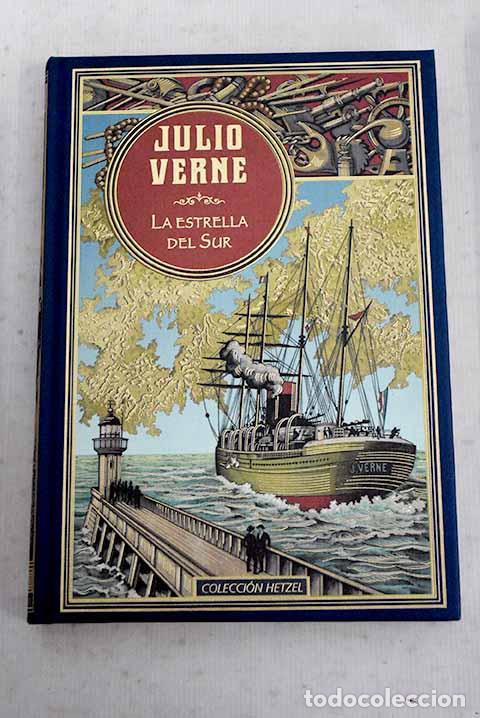 JULIO
VERNE
LA ESTRELLA
DEL SUR
J. VERNE
COLECCIÓN HETZEL
todocoleccion